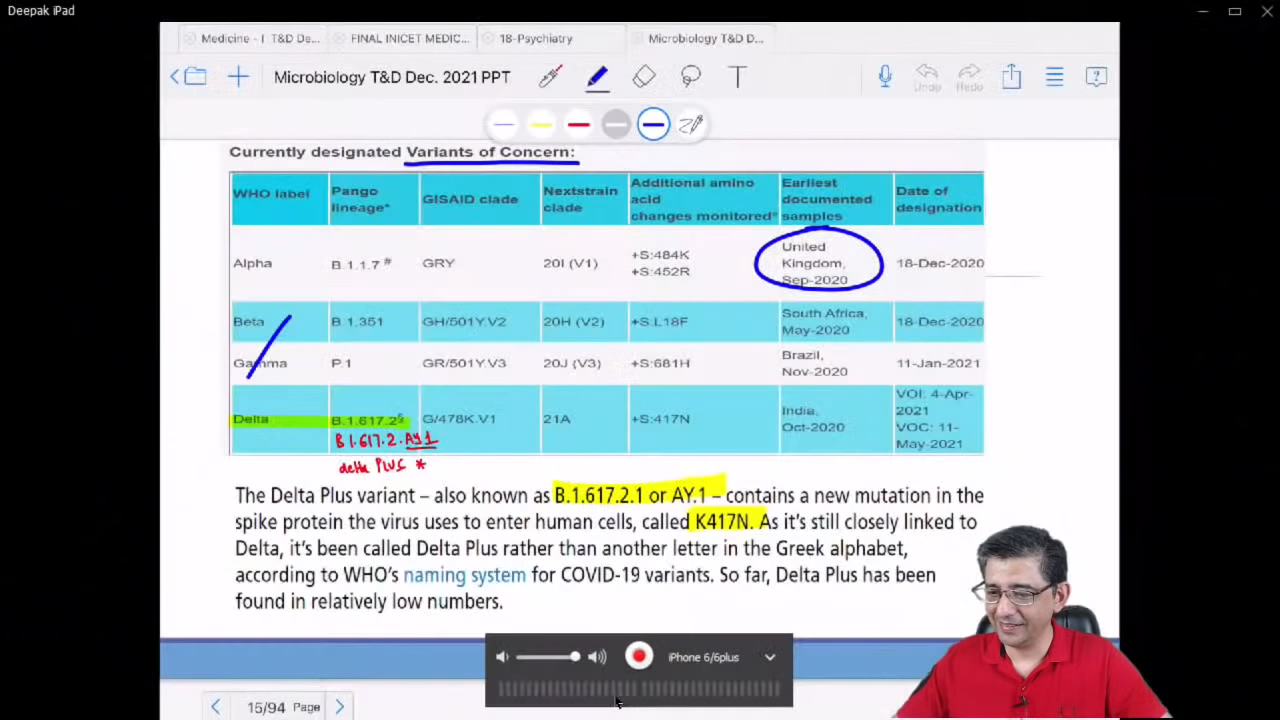 Deepak iPad
Medicine - I T&D De...
FINAL INICET MEDIC...
18-Psychiatry
Microbiology T&D D...
Microbiology T&D Dec. 2021 PPT
T
Undo
Redo
Currently designated Variants of Concern:
WHO label
Pango lineage*
GISAID clade
Nextstrain clade
Additional amino acid changes monitored°
Earliest documented samples
Date of designation
Alpha
B.1.1.7 #
GRY
20I (V1)
+S:484K
+S:452R
United Kingdom, Sep-2020
18-Dec-2020
Beta
B.1.351
GH/501Y.V2
20H (V2)
+S.L18F
South Africa, May-2020
18-Dec-2020
Gamma
P.1
GR/501Y.V3
20J (V3)
+S:681H
Brazil, Nov-2020
11-Jan-2021
Delta
B.1.617.2§
G/478K.V1
21A
+S:417N
India, Oct-2020
VOI: 4-Apr-2021
VOC: 11-May-2021
B 1.617.2.AY1
delta PLUS *
The Delta Plus variant – also known as B.1.617.2.1 or AY.1 – contains a new mutation in the
spike protein the virus uses to enter human cells, called K417N. As it's still closely linked to
Delta, it's been called Delta Plus rather than another letter in the Greek alphabet,
according to WHO's naming system for COVID-19 variants. So far, Delta Plus has been
found in relatively low numbers.
iPhone 6/6plus
15/94 Page